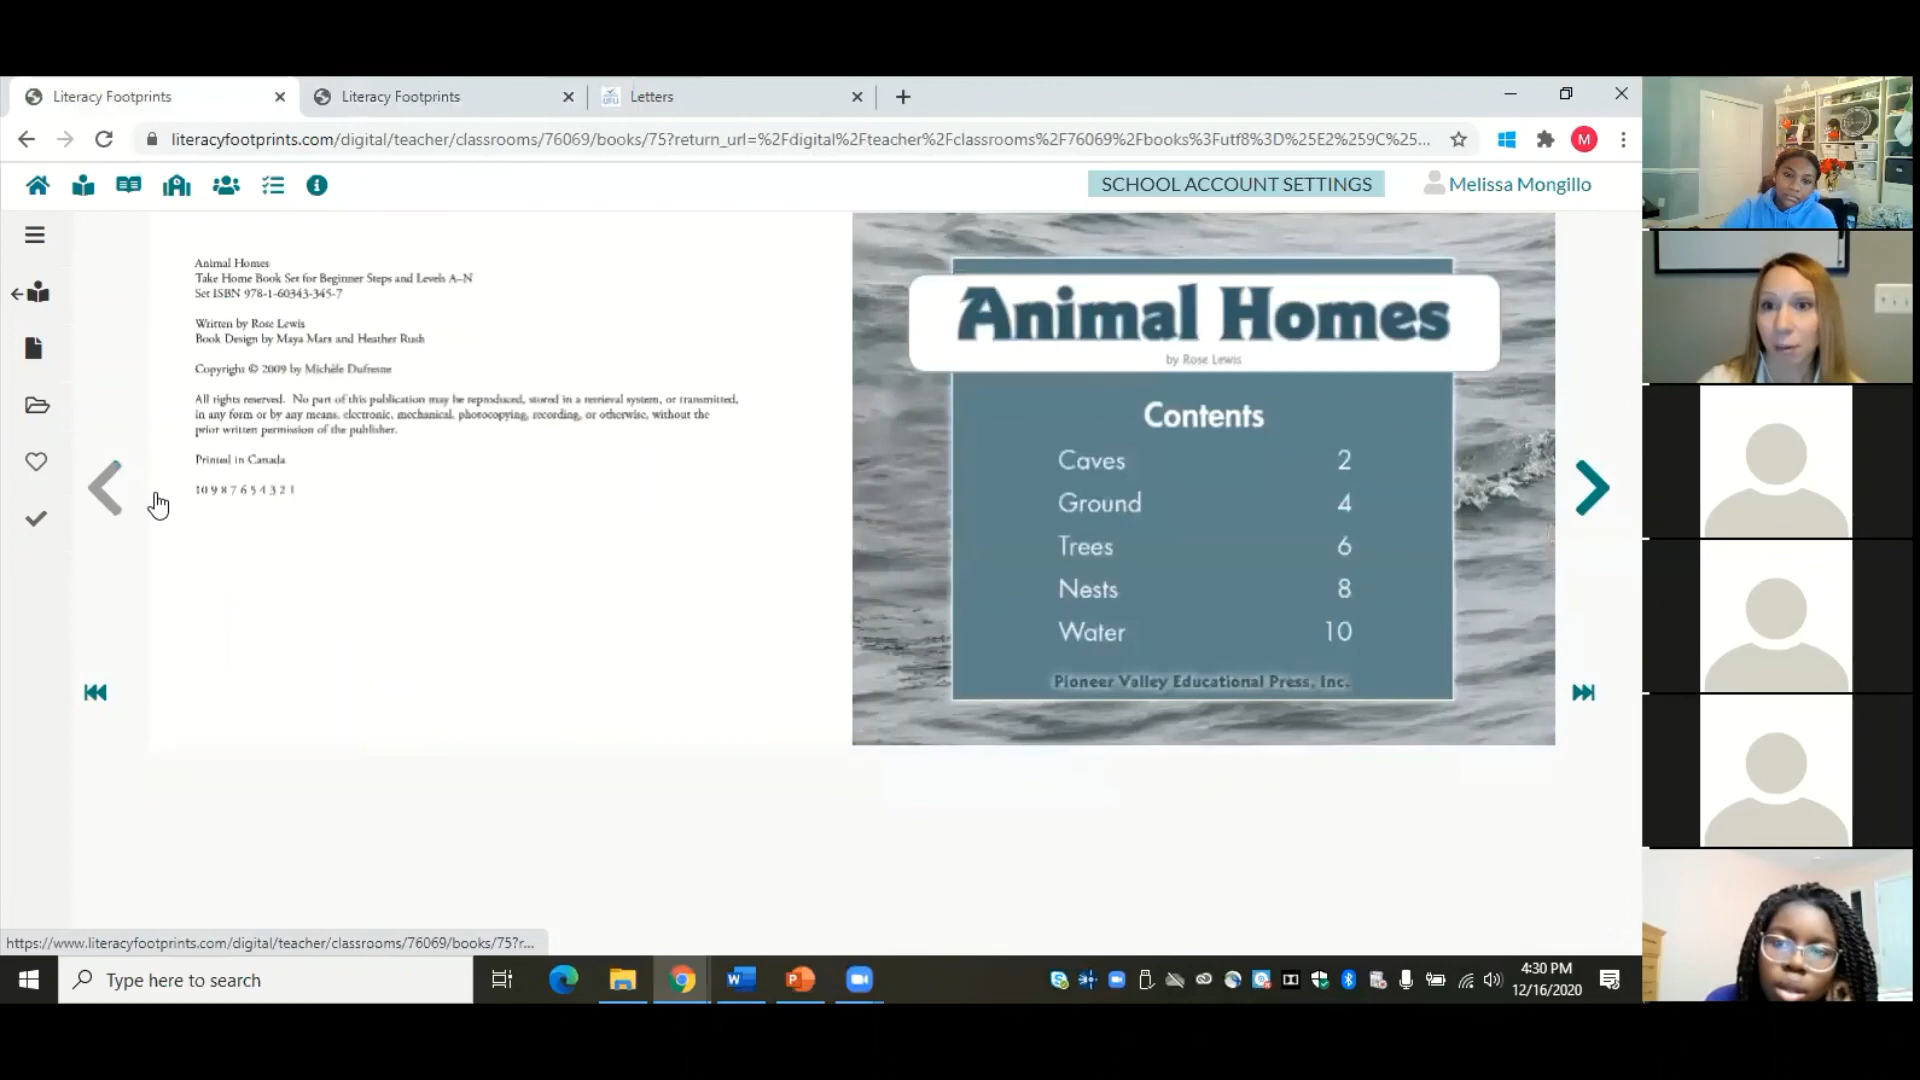 Literacy Footprints
Literacy Footprints
Letters
literacyfootprints.com/digital/teacher/classrooms/76069/books/75?return_url=%2Fdigital%2Fteacher%2Fclassrooms%2F76069%2Fbooks%3Futf8%3D%25E2%259C%25...
M
SCHOOL ACCOUNT SETTINGS
Melissa Mongillo
Animal Homes
Take Home Book Set for Beginner Steps and Levels A–N
Set ISBN 978-1-60343-345-7
Written by Rose Lewis
Book Design by Maya Mars and Heather Rush
Copyright © 2009 by Michèle Dufresne
All rights reserved. No part of this publication may be reproduced, stored in a retrieval system, or transmitted,
in any form or by any means, electronic, mechanical, photocopying, recording, or otherwise, without the
prior written permission of the publisher.
Printed in Canada
10 9 8 7 6 5 4 3 2 1
Animal Homes
by Rose Lewis
Contents
Caves 2
Ground 4
Trees 6
Nests 8
Water 10
Pioneer Valley Educational Press, Inc.
https://www.literacyfootprints.com/digital/teacher/classrooms/76069/books/75?r...
Type here to search
4:30 PM
12/16/2020